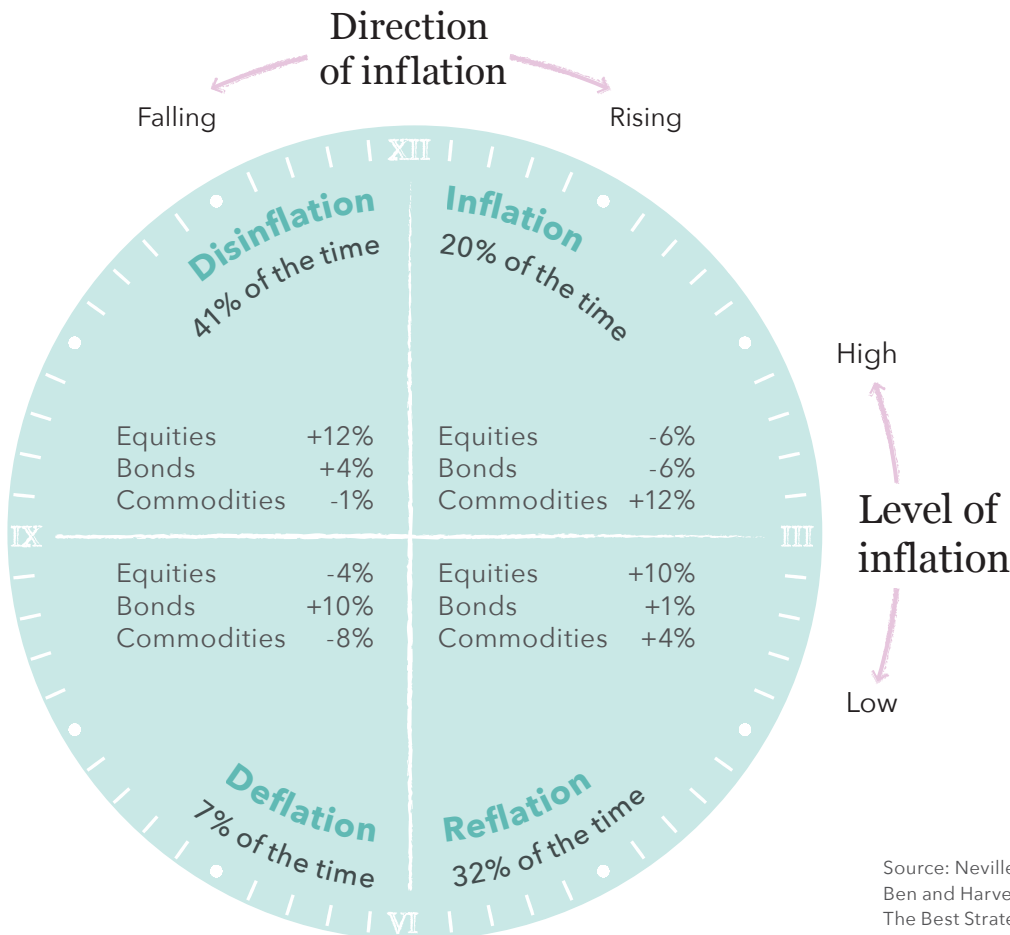 Direction
of inflation
Falling
Rising
XII
Disinflation
41% of the time
Inflation
20% of the time
High
Equities +12%
Bonds +4%
Commodities -1%
Equities -6%
Bonds -6%
Commodities +12%
Level of
inflation
IX
III
Equities -4%
Bonds +10%
Commodities -8%
Equities +10%
Bonds +1%
Commodities +4%
Low
Deflation
7% of the time
Reflation
32% of the time
VI
Source: Neville
Ben and Harve
The Best Strate